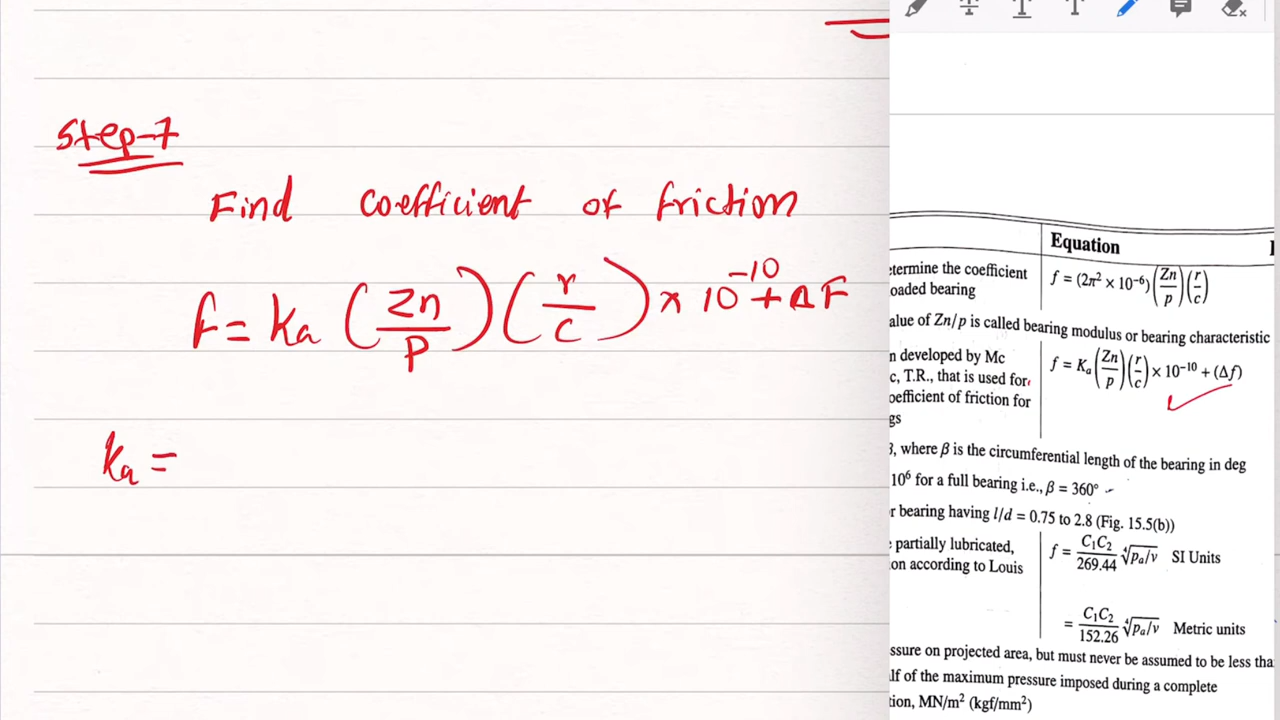 Step-7
Find coefficient of friction
f = Ka (Zn/P) (r/c) × 10^-10 + ΔF
Ka =
Equation
etermine the coefficient
oaded bearing
f = (2π² × 10⁻⁶) (Zn/p) (r/c)
alue of Zn/p is called bearing modulus or bearing characteristic
n developed by Mc
c, T.R., that is used for
oefficient of friction for
gs
f = Ka (Zn/p) (r/c) × 10⁻¹⁰ + (Δf)
, where β is the circumferential length of the bearing in deg
10⁶ for a full bearing i.e., β = 360°
r bearing having l/d = 0.75 to 2.8 (Fig. 15.5(b))
partially lubricated,
on according to Louis
f = C₁C₂/269.44 ∜pa/v SI Units
= C₁C₂/152.26 ∜pa/v Metric units
ssure on projected area, but must never be assumed to be less tha
lf of the maximum pressure imposed during a complete
tion, MN/m² (kgf/mm²)